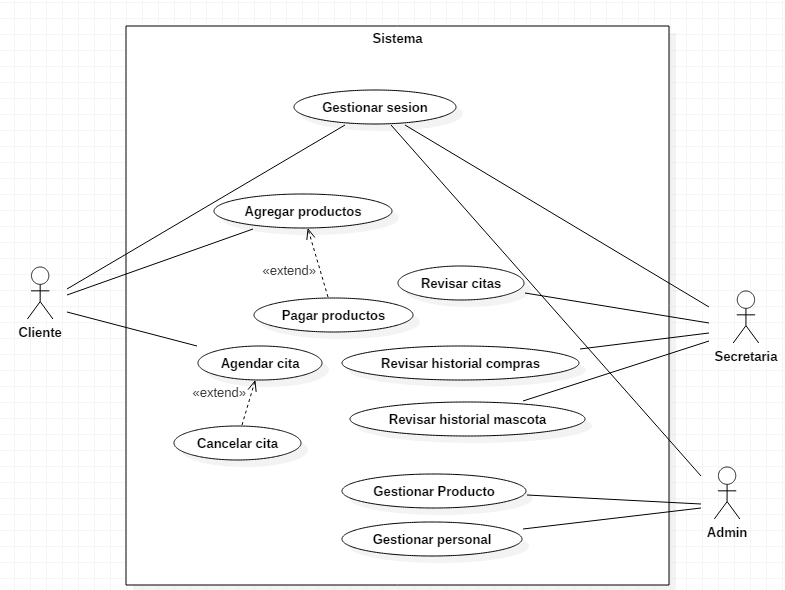 Sistema
Gestionar sesion
Agregar productos
«extend»
Revisar citas
Pagar productos
Cliente
Secretaria
Agendar cita
Revisar historial compras
«extend»
Revisar historial mascota
Cancelar cita
Gestionar Producto
Admin
Gestionar personal